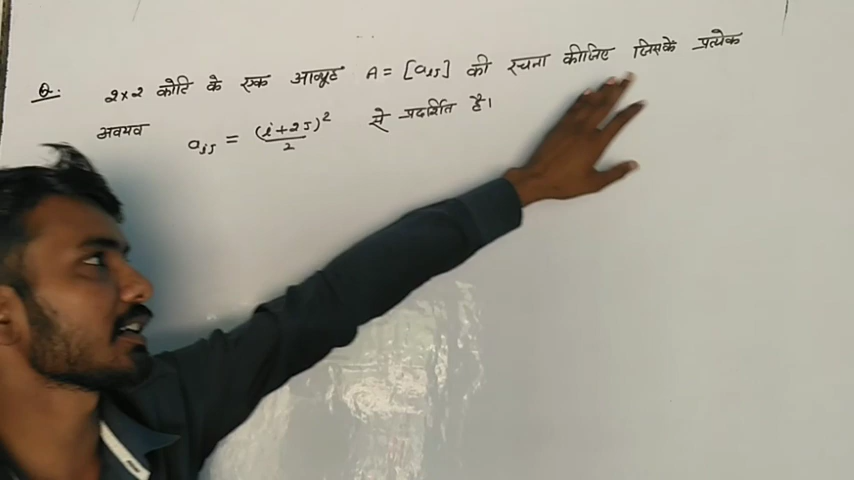 Q. 2×2 कोटि के एक आव्यूह A = [aij] की रचना कीजिए जिसके प्रत्येक
अवयव aij = (i+2j)²/2 से प्रदर्शित है।